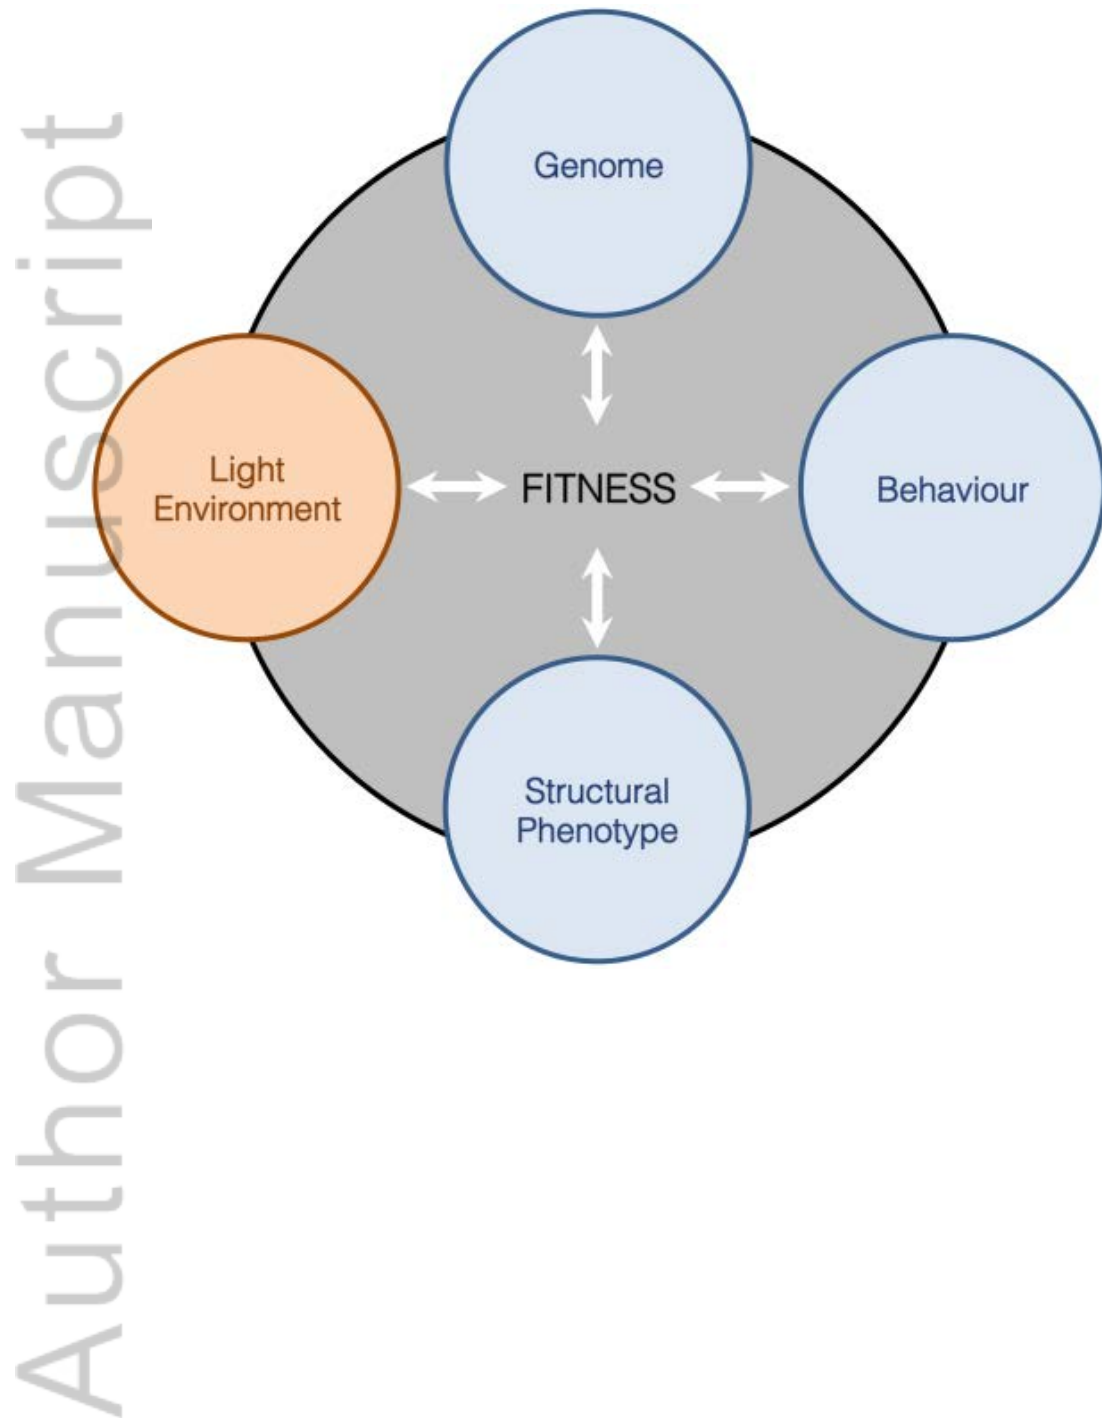 Author Manuscript
Genome
Light
Environment
FITNESS
Behaviour
Structural
Phenotype